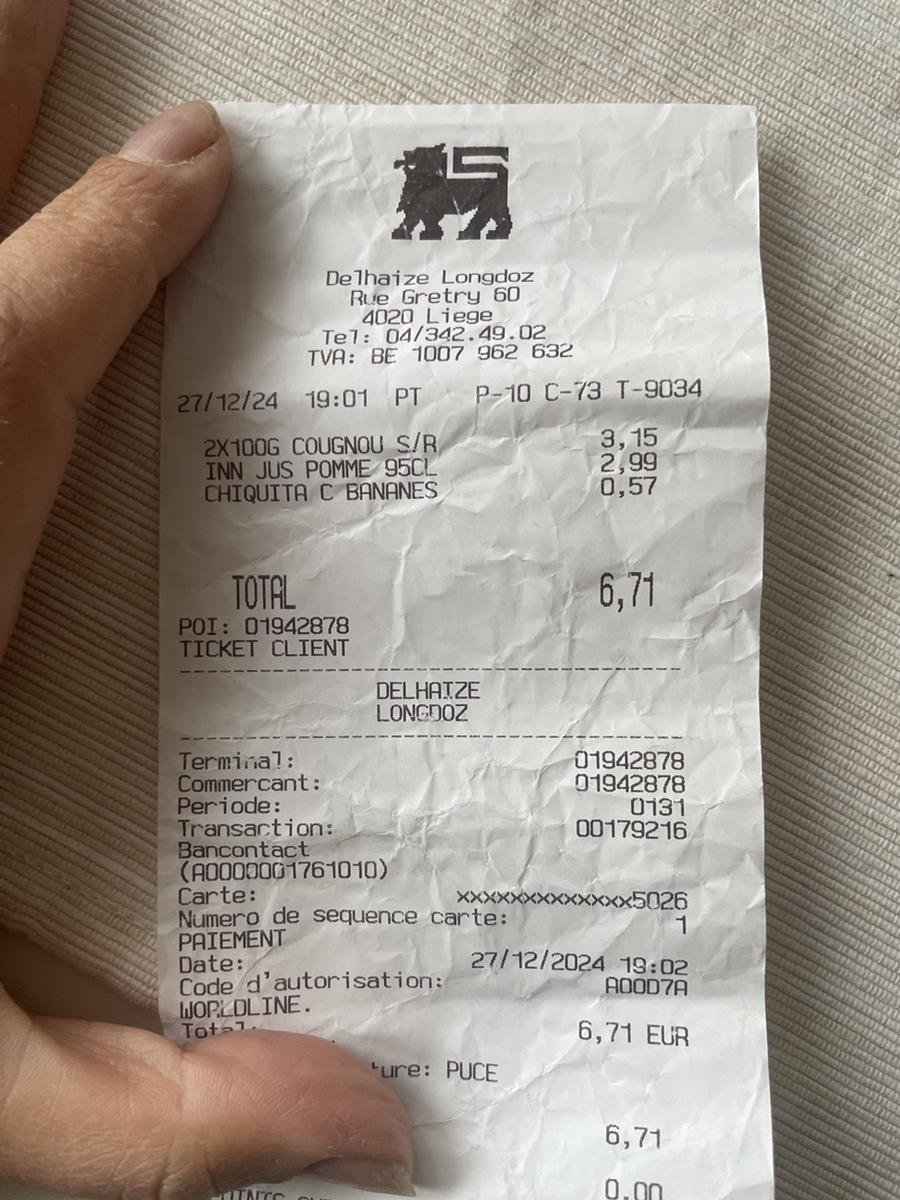 Delhaize Longdoz
Rue Gretry 60
4020 Liege
Tel: 04/342.49.02
TVA: BE 1007 962 632
27/12/24 19:01 PT P-10 C-73 T-9034
2X100G COUGNOU S/R 3,15
INN JUS POMME 95CL 2,99
CHIQUITA C BANANES 0,57
TOTAL 6,71
POI: 01942878
TICKET CLIENT
DELHAIZE
LONGDOZ
Terminal: 01942878
Commercant: 01942878
Periode: 0131
Transaction: 00179216
Bancontact
(A0000001761010)
Carte: xxxxxxxxxxxxx5026
Numero de sequence carte: 1
PAIEMENT
Date: 27/12/2024 19:02
Code d'autorisation: A00D7A
WORLDLINE.
Total: 6,71 EUR
ture: PUCE
6,71
0.00